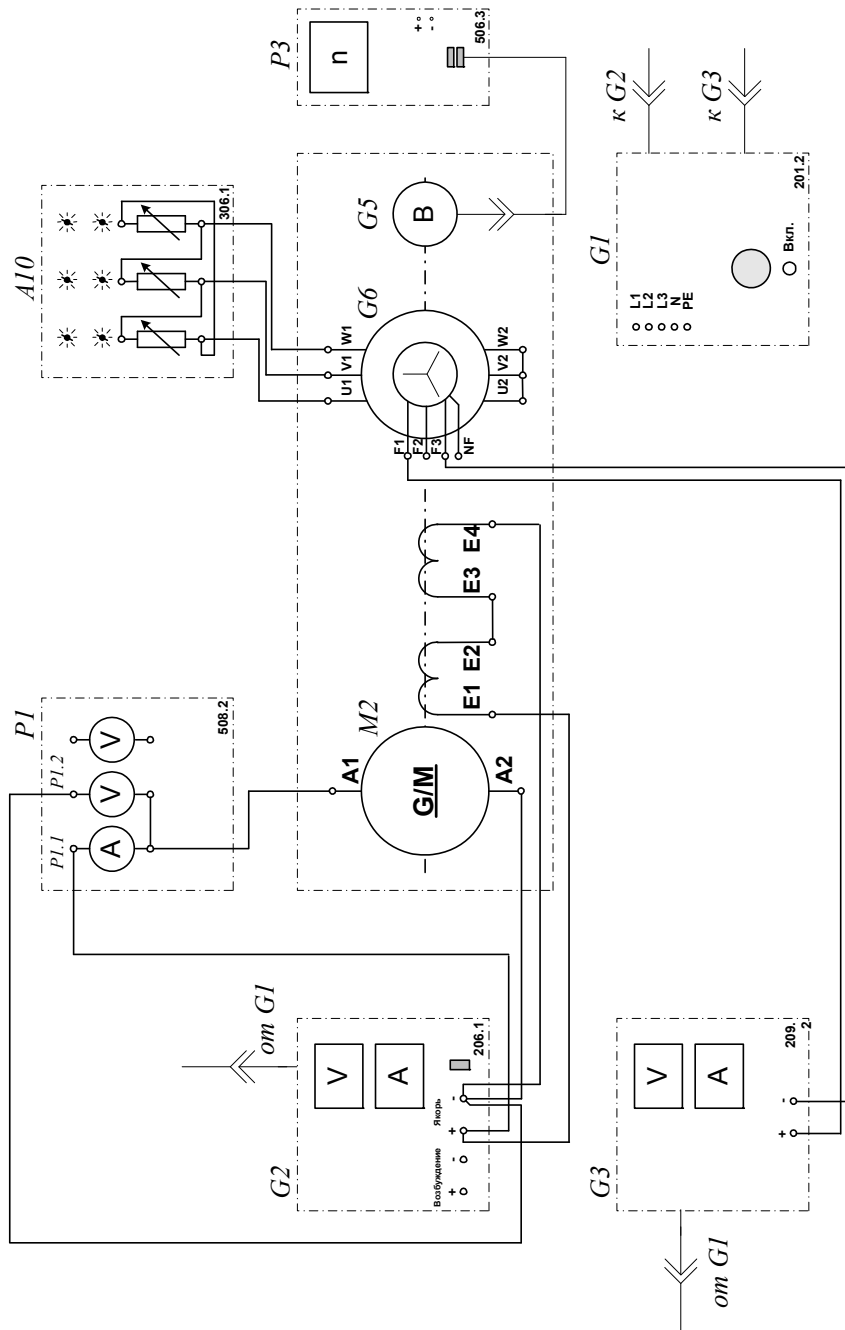 P1
P1.1
P1.2
A
V
V
508.2
A10
306.1
P3
n
+
-
506.3
от G1
G2
V
A
Возбуждение
Якорь
+
-
+
-
206.1
M2
A1
G/M
A2
E1
E2
E3
E4
G6
U1
V1
W1
F1
F2
F3
NF
U2
V2
W2
G5
B
от G1
G3
V
A
+
-
209.
2
G1
L1
L2
L3
N
PE
Вкл.
201.2
к G2
к G3